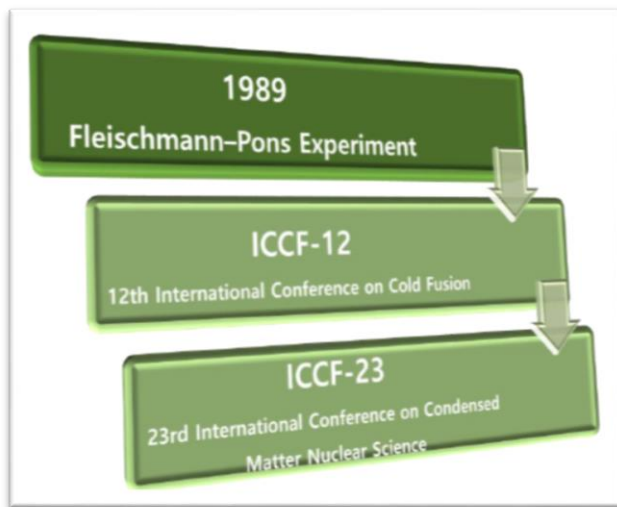 1989
Fleischmann–Pons Experiment
ICCF-12
12th International Conference on Cold Fusion
ICCF-23
23rd International Conference on Condensed
Matter Nuclear Science